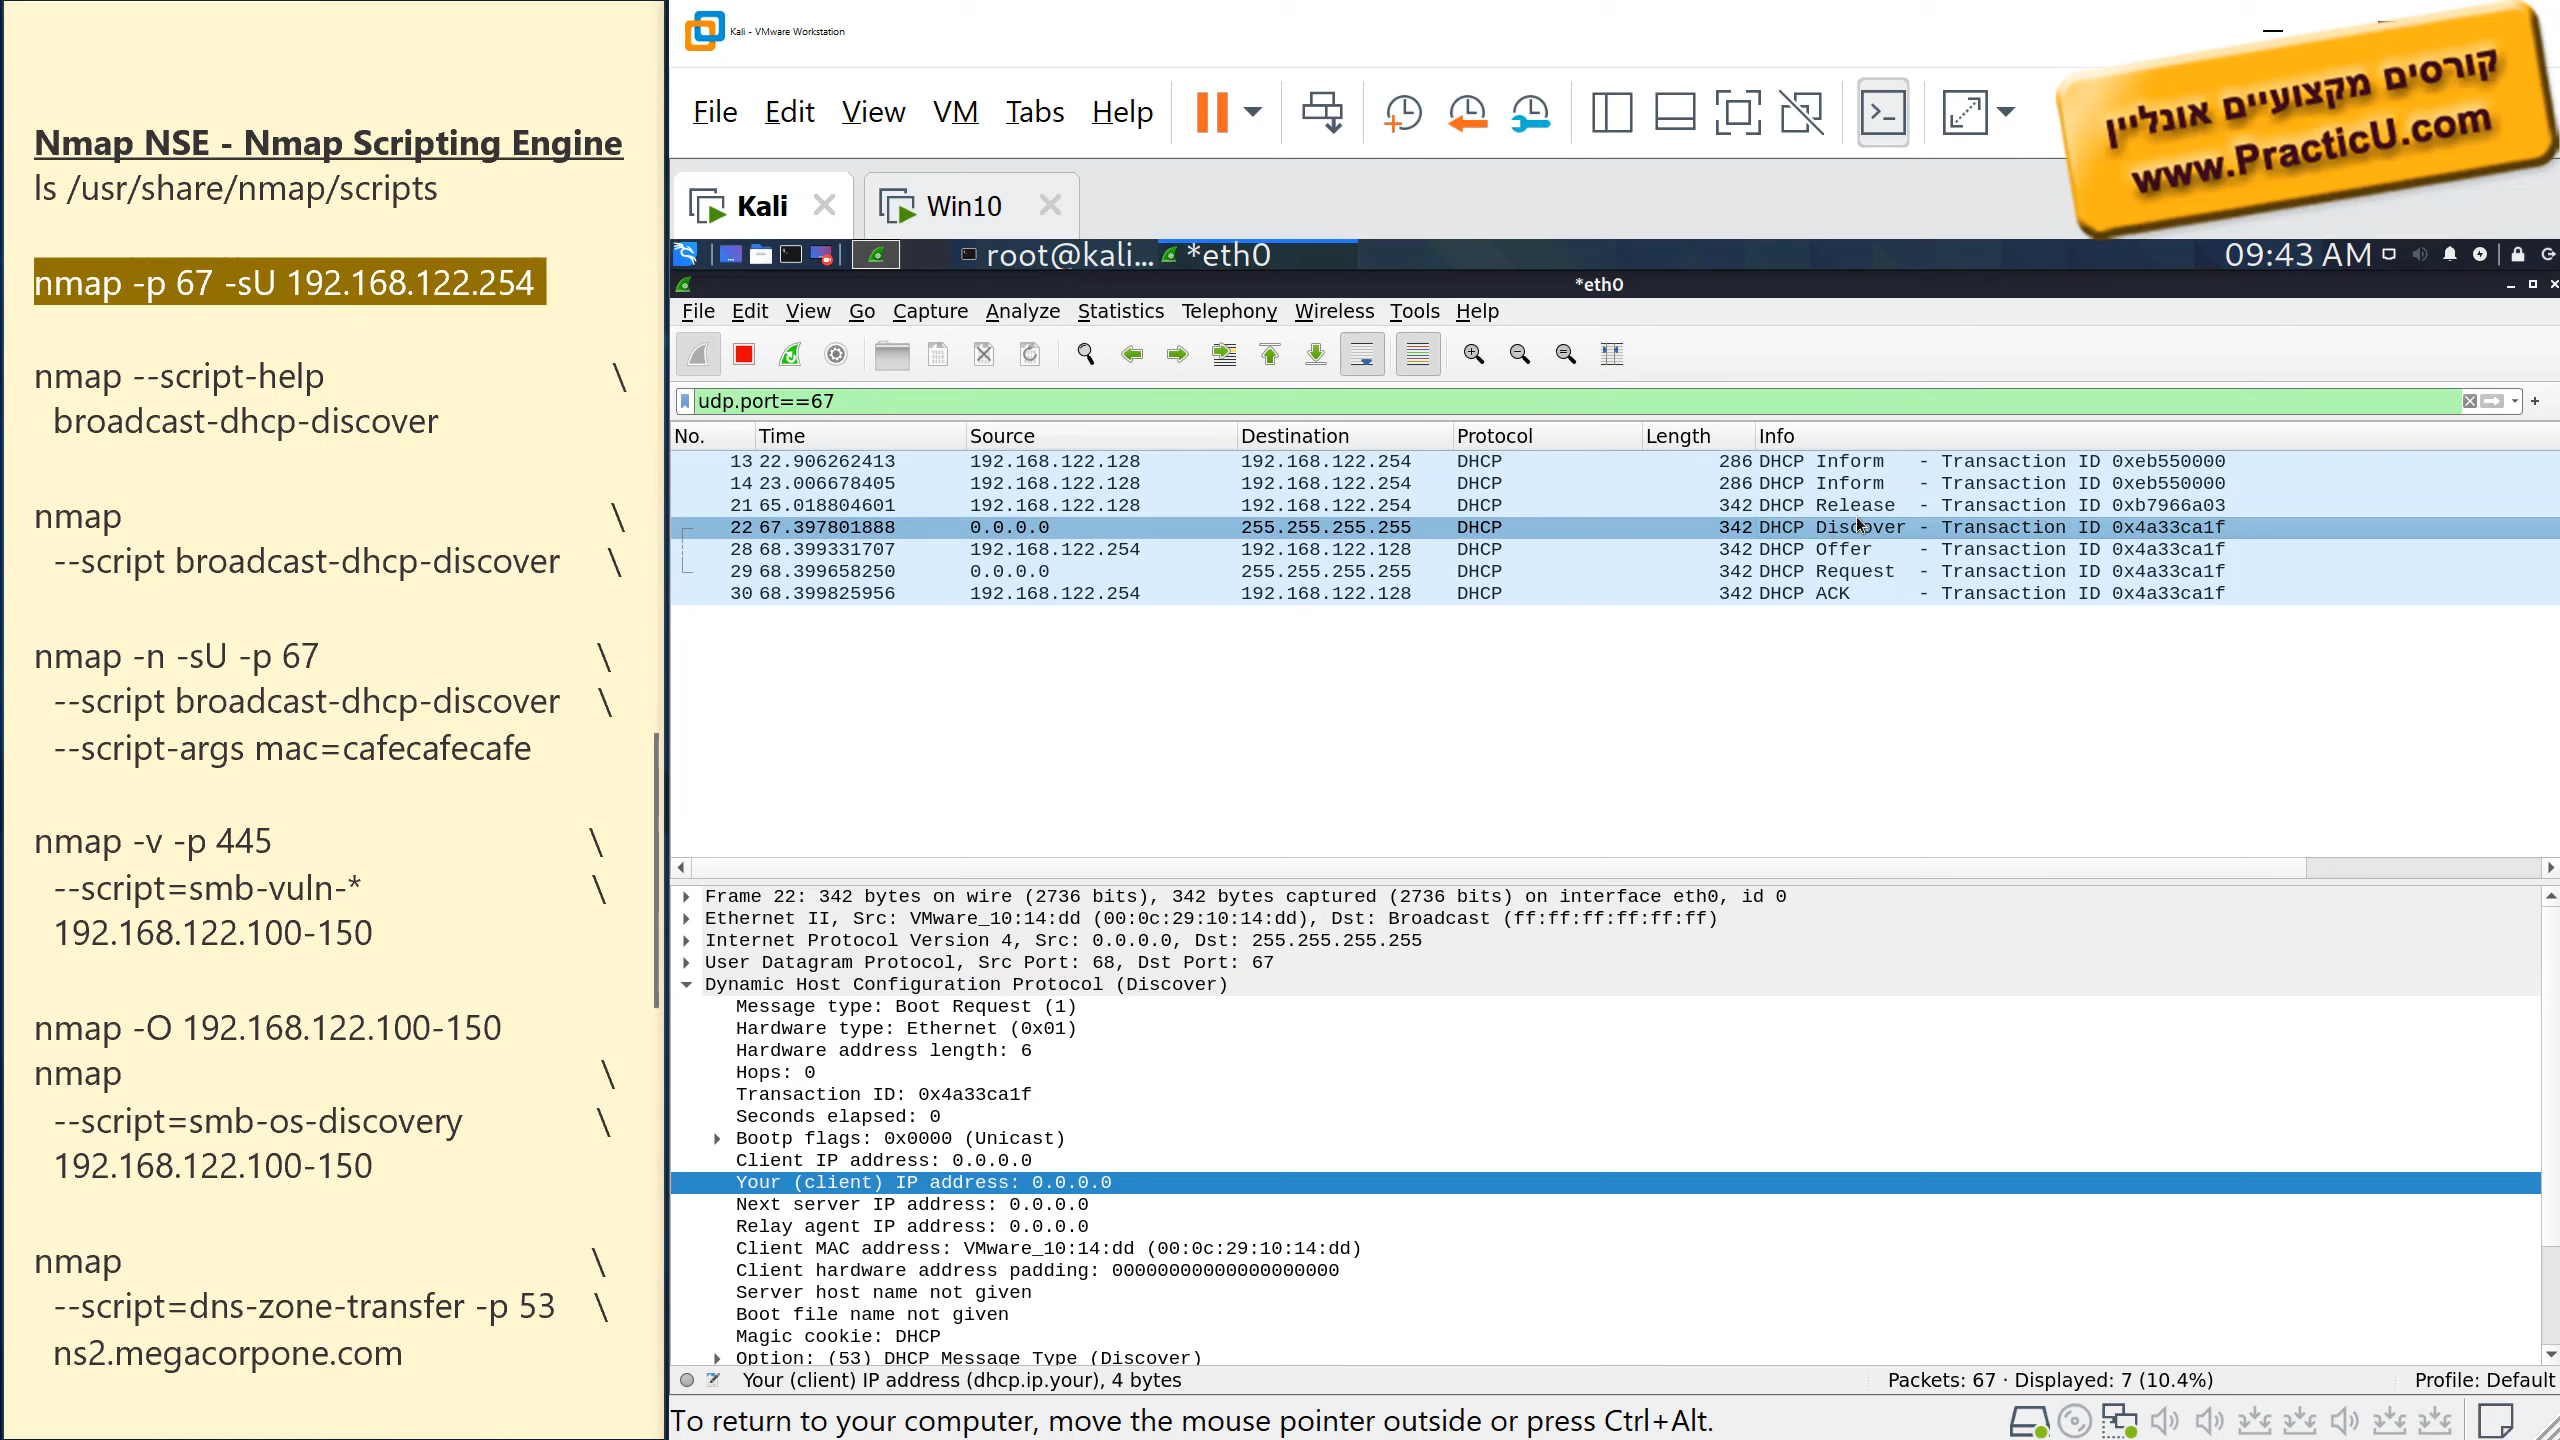 Nmap NSE - Nmap Scripting Engine
ls /usr/share/nmap/scripts
nmap -p 67 -sU 192.168.122.254
nmap --script-help \
broadcast-dhcp-discover
nmap \
--script broadcast-dhcp-discover \
nmap -n -sU -p 67 \
--script broadcast-dhcp-discover \
--script-args mac=cafecafecafe
nmap -v -p 445 \
--script=smb-vuln-* \
192.168.122.100-150
nmap -O 192.168.122.100-150
nmap \
--script=smb-os-discovery \
192.168.122.100-150
nmap \
--script=dns-zone-transfer -p 53 \
ns2.megacorpone.com
Kali - VMware Workstation
File Edit View VM Tabs Help
קורסים מקצועיים אונליין
www.PracticU.com
Kali Win10
root@kali... *eth0 09:43 AM
*eth0
File Edit View Go Capture Analyze Statistics Telephony Wireless Tools Help
udp.port==67
No. Time Source Destination Protocol Length Info
13 22.906262413 192.168.122.128 192.168.122.254 DHCP 286 DHCP Inform - Transaction ID 0xeb550000
14 23.006678405 192.168.122.128 192.168.122.254 DHCP 286 DHCP Inform - Transaction ID 0xeb550000
21 65.018804601 192.168.122.128 192.168.122.254 DHCP 342 DHCP Release - Transaction ID 0xb7966a03
22 67.397801888 0.0.0.0 255.255.255.255 DHCP 342 DHCP Discover - Transaction ID 0x4a33ca1f
28 68.399331707 192.168.122.254 192.168.122.128 DHCP 342 DHCP Offer - Transaction ID 0x4a33ca1f
29 68.399658250 0.0.0.0 255.255.255.255 DHCP 342 DHCP Request - Transaction ID 0x4a33ca1f
30 68.399825956 192.168.122.254 192.168.122.128 DHCP 342 DHCP ACK - Transaction ID 0x4a33ca1f
Frame 22: 342 bytes on wire (2736 bits), 342 bytes captured (2736 bits) on interface eth0, id 0
Ethernet II, Src: VMware_10:14:dd (00:0c:29:10:14:dd), Dst: Broadcast (ff:ff:ff:ff:ff:ff)
Internet Protocol Version 4, Src: 0.0.0.0, Dst: 255.255.255.255
User Datagram Protocol, Src Port: 68, Dst Port: 67
Dynamic Host Configuration Protocol (Discover)
Message type: Boot Request (1)
Hardware type: Ethernet (0x01)
Hardware address length: 6
Hops: 0
Transaction ID: 0x4a33ca1f
Seconds elapsed: 0
Bootp flags: 0x0000 (Unicast)
Client IP address: 0.0.0.0
Your (client) IP address: 0.0.0.0
Next server IP address: 0.0.0.0
Relay agent IP address: 0.0.0.0
Client MAC address: VMware_10:14:dd (00:0c:29:10:14:dd)
Client hardware address padding: 00000000000000000000
Server host name not given
Boot file name not given
Magic cookie: DHCP
Option: (53) DHCP Message Type (Discover)
Your (client) IP address (dhcp.ip.your), 4 bytes Packets: 67 · Displayed: 7 (10.4%) Profile: Default
To return to your computer, move the mouse pointer outside or press Ctrl+Alt.